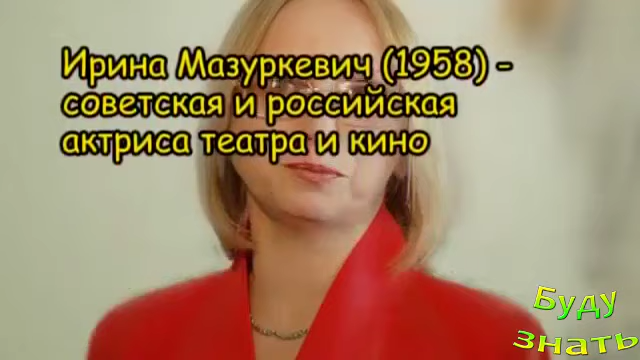 Ирина Мазуркевич (1958) -
советская и российская
актриса театра и кино
Буду
знать